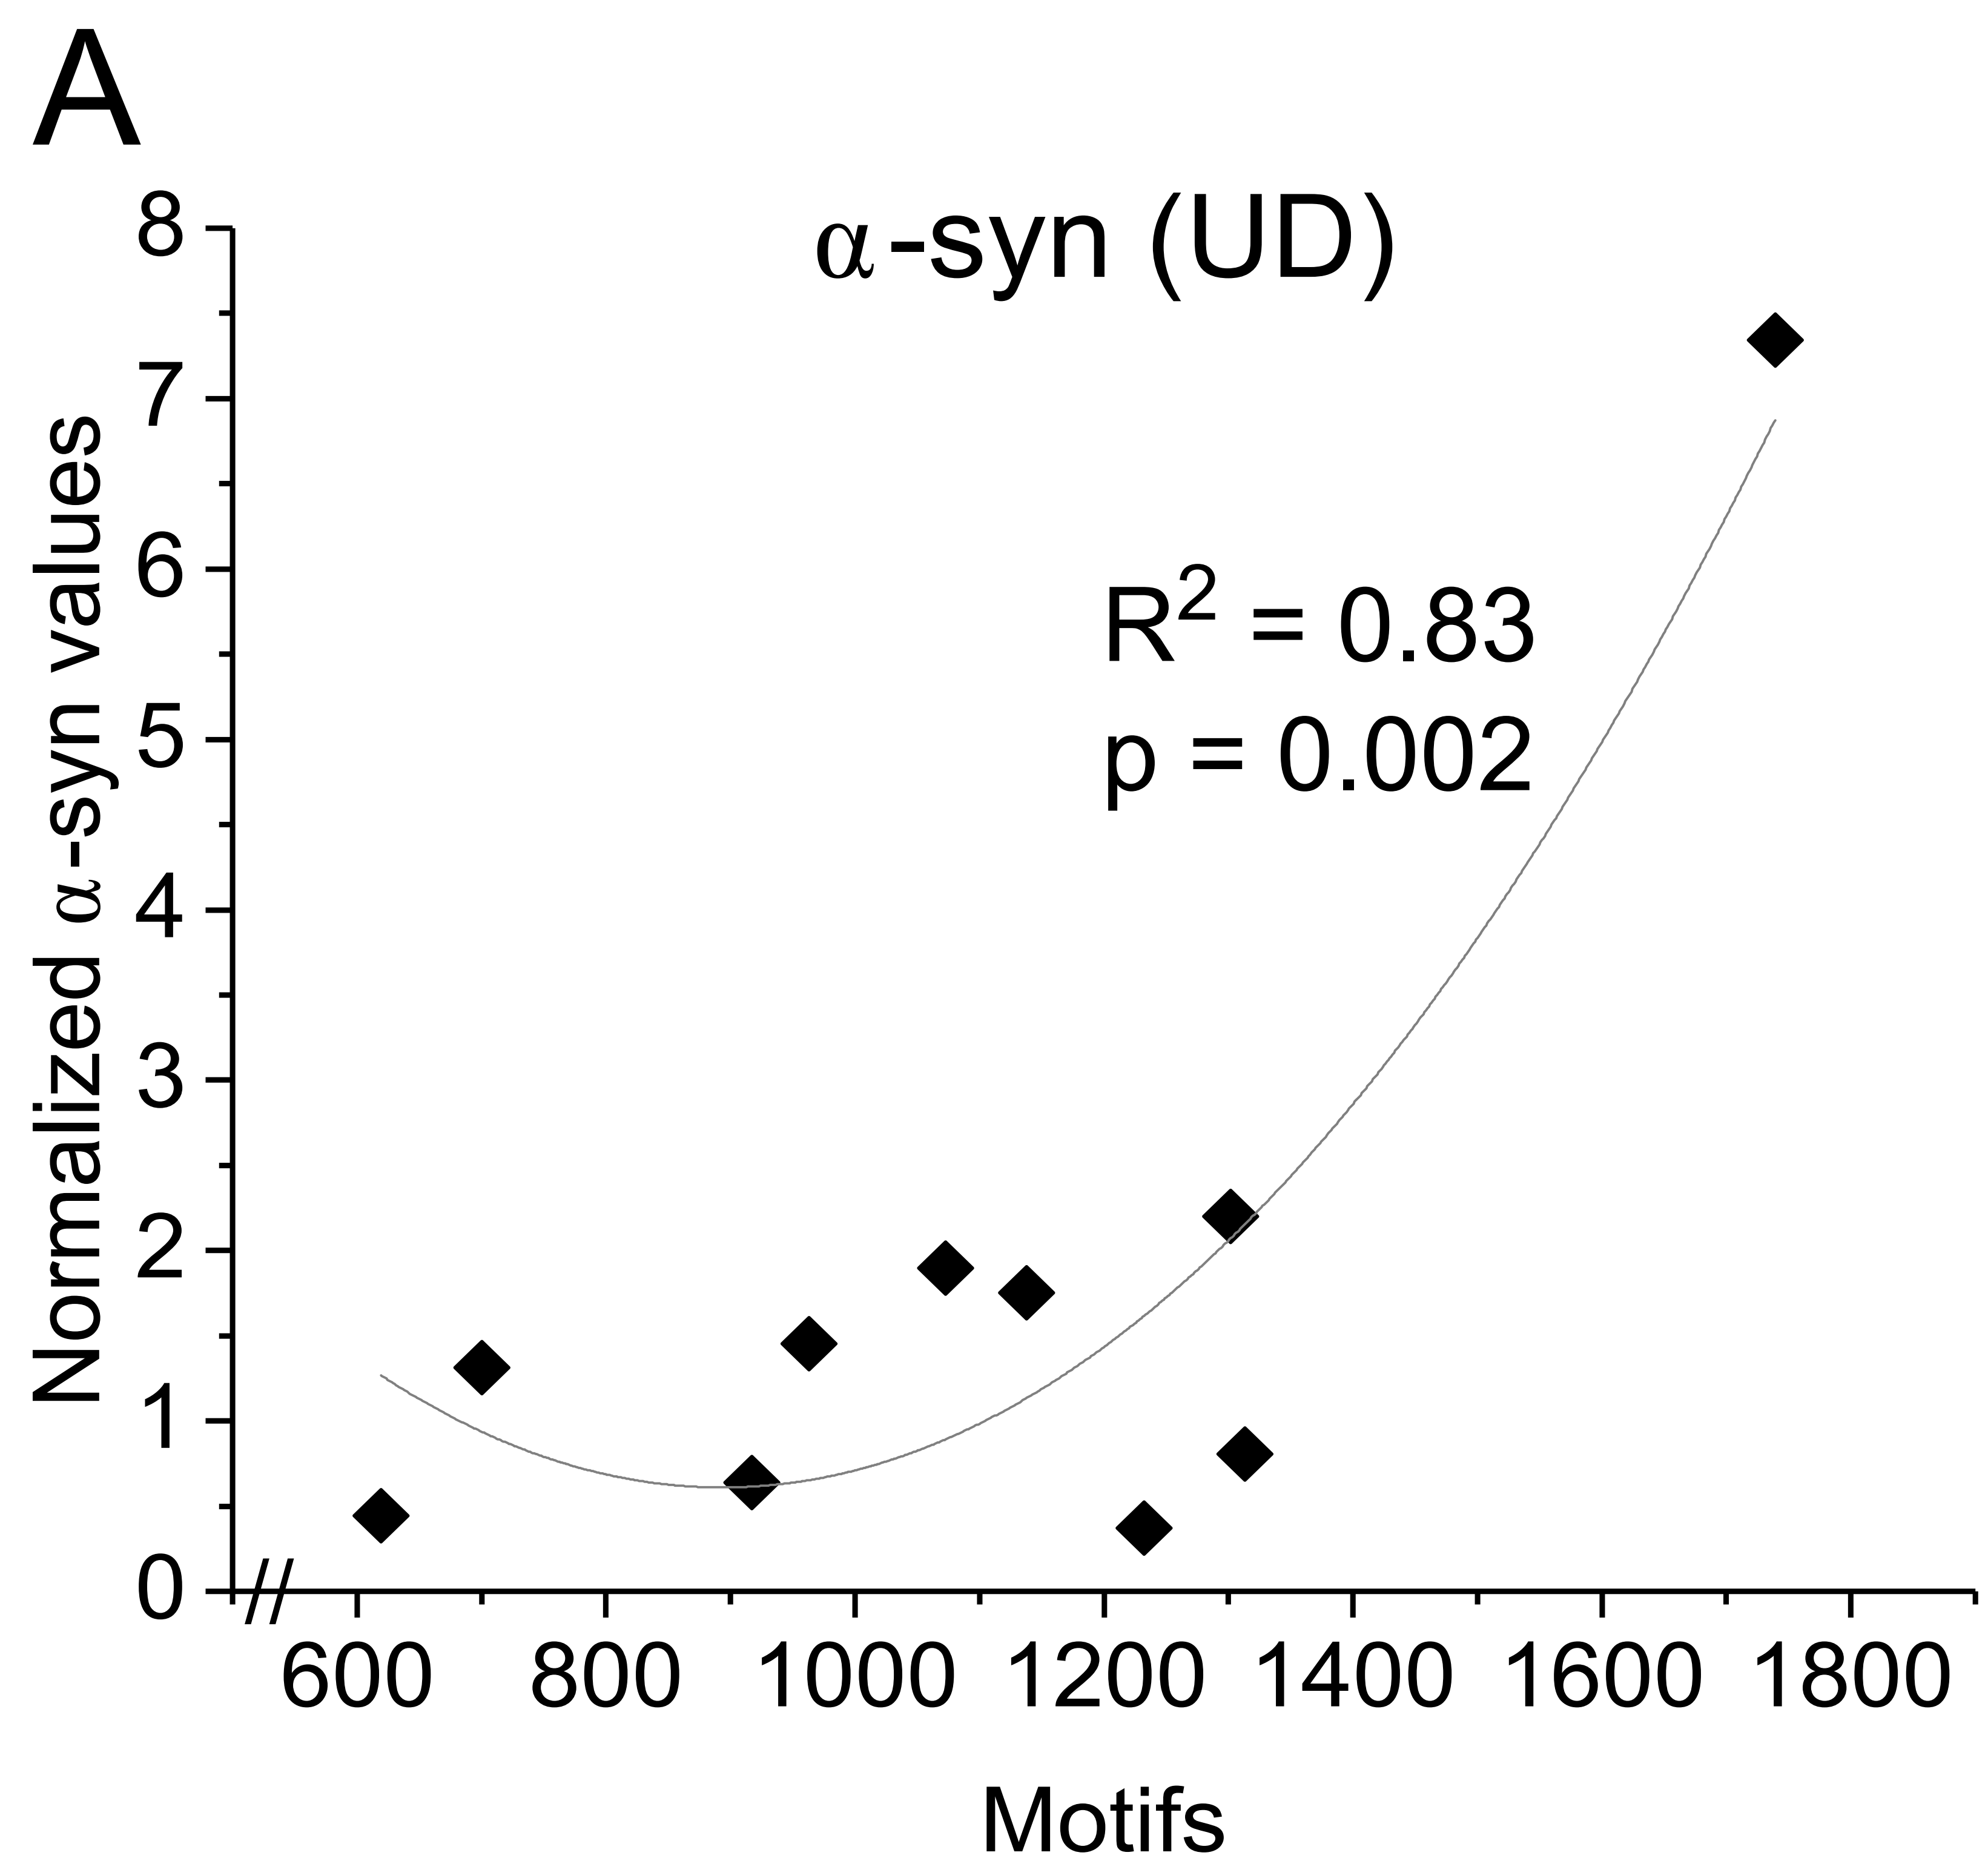 A
α-syn (UD)
R² = 0.83
p = 0.002
Normalized α-syn values
8
7
6
5
4
3
2
1
0
600 800 1000 1200 1400 1600 1800
Motifs